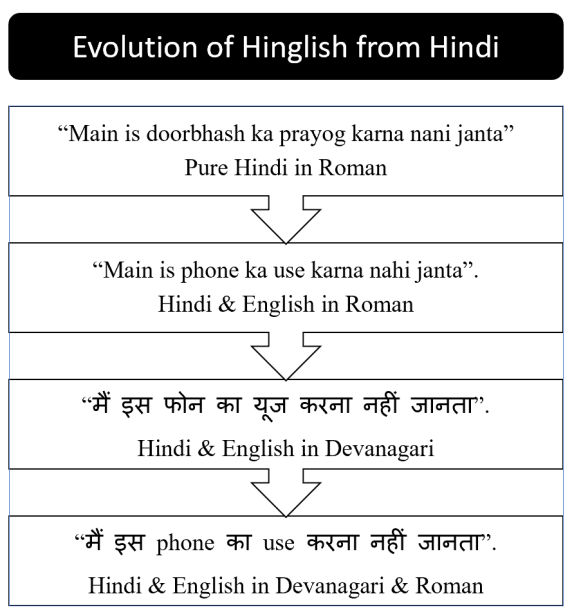 Evolution of Hinglish from Hindi
“Main is doorbhash ka prayog karna nani janta”
Pure Hindi in Roman
“Main is phone ka use karna nahi janta”.
Hindi & English in Roman
“मैं इस फोन का यूज करना नहीं जानता”.
Hindi & English in Devanagari
“मैं इस phone का use करना नहीं जानता”.
Hindi & English in Devanagari & Roman